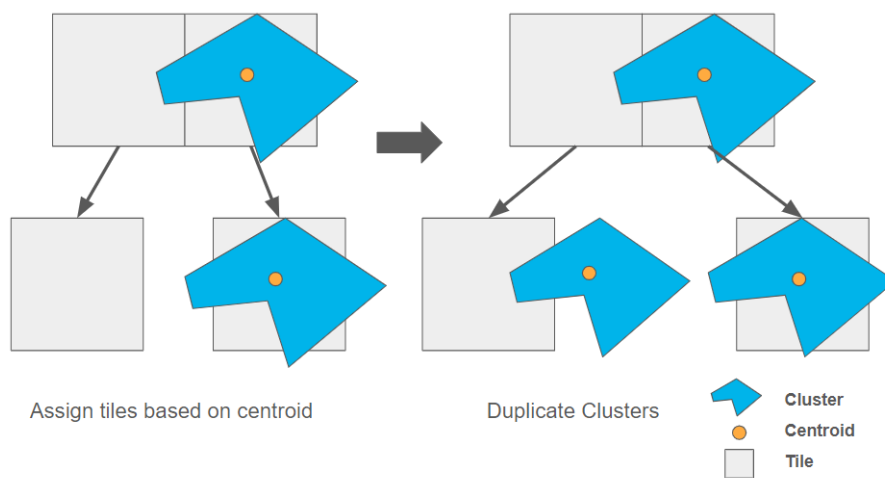 Assign tiles based on centroid
Duplicate Clusters
Cluster
Centroid
Tile